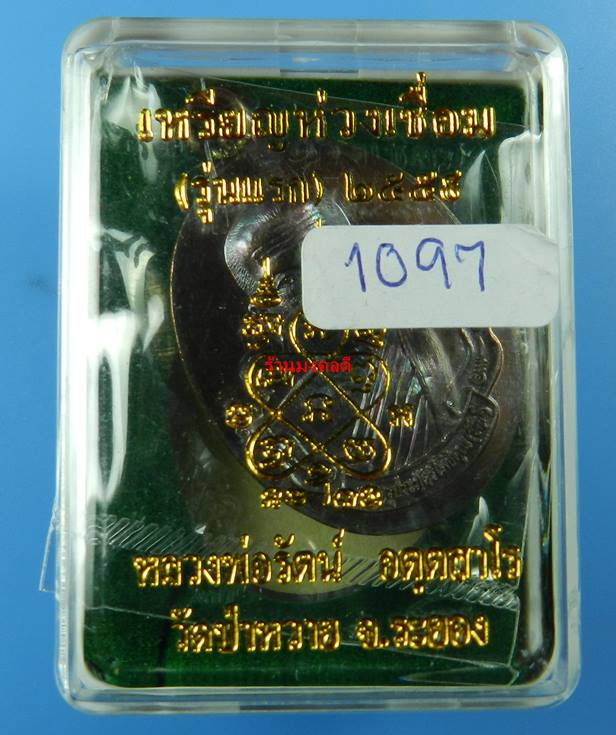 เหรียญห่วงเชื่อม
(รุ่นแรก) ๒๕๕๕
1097
ร้านมงคลดี
หลวงพ่อรัตน์ อตฺตสาโร
วัดป่าหวาย จ.ระยอง